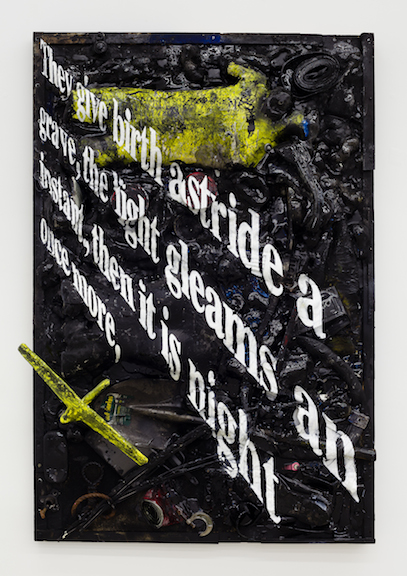 They give birth astride a
grave, the light gleams an
instant, then it is night
once more,